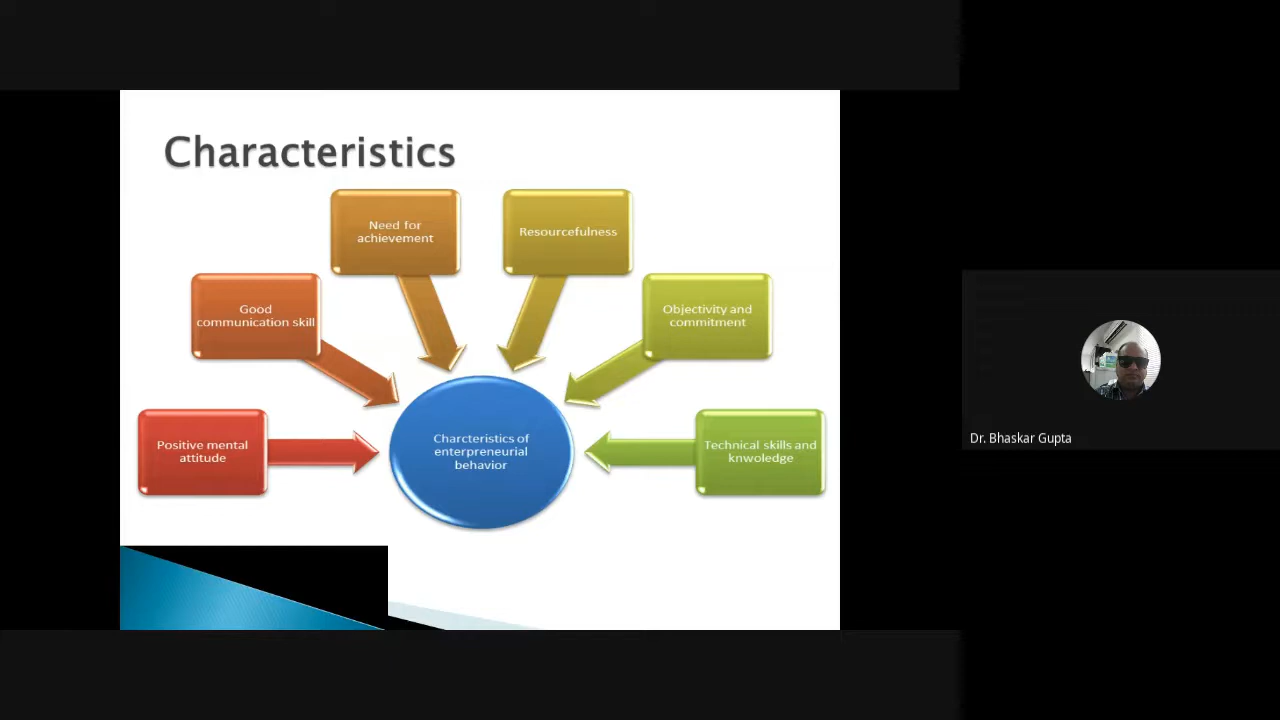 Characteristics
Need for
achievement
Resourcefulness
Good
communication skill
Objectivity and
commitment
Positive mental
attitude
Charcteristics of
enterpreneurial
behavior
Technical skills and
knwoledge
Dr. Bhaskar Gupta